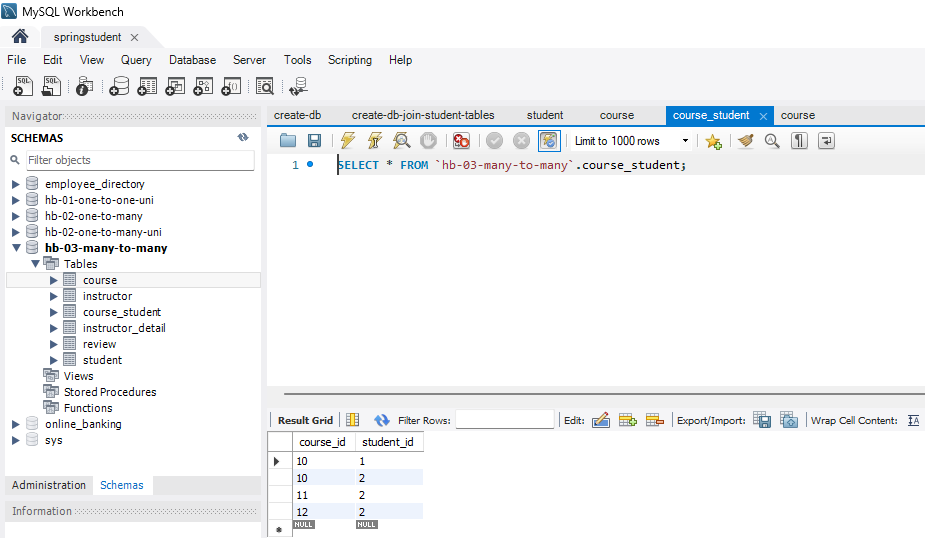 MySQL Workbench
springstudent
File Edit View Query Database Server Tools Scripting Help
Navigator
SCHEMAS
Filter objects
employee_directory
hb-01-one-to-one-uni
hb-02-one-to-many
hb-02-one-to-many-uni
hb-03-many-to-many
Tables
course
instructor
course_student
instructor_detail
review
student
Views
Stored Procedures
Functions
online_banking
sys
Administration Schemas
Information
create-db create-db-join-student-tables student course course_student course
Limit to 1000 rows
1 SELECT * FROM `hb-03-many-to-many`.course_student;
Result Grid Filter Rows: Edit: Export/Import: Wrap Cell Content:
course_id student_id
10 1
10 2
11 2
12 2
NULL NULL